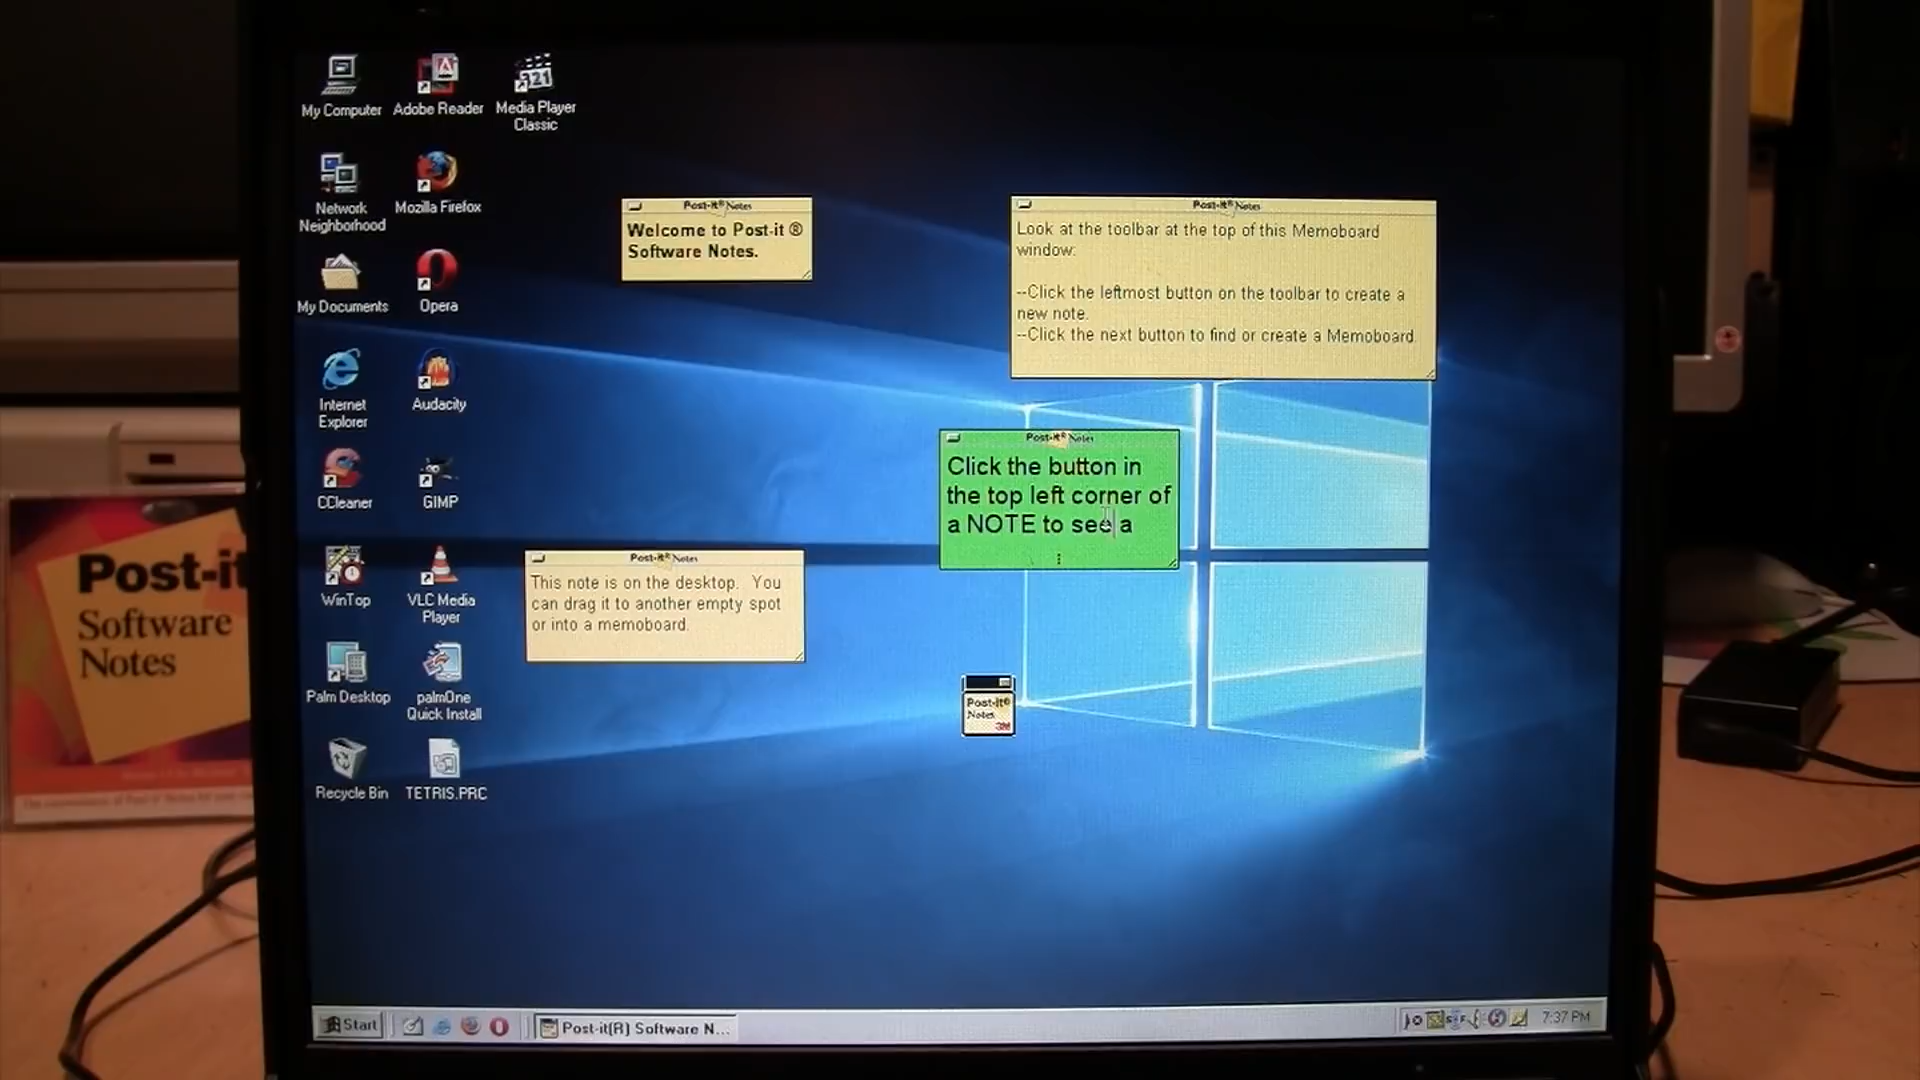 My Computer
Adobe Reader
Media Player
Classic
Network
Neighborhood
Mozilla Firefox
My Documents
Opera
Internet
Explorer
Audacity
CCleaner
GIMP
WinTop
VLC Media
Player
Palm Desktop
palmOne
Quick Install
Recycle Bin
TETRIS.PRC
Post-it® Notes
Welcome to Post-it ®
Software Notes.
Post-it® Notes
Look at the toolbar at the top of this Memoboard
window:
--Click the leftmost button on the toolbar to create a
new note.
--Click the next button to find or create a Memoboard.
Post-it® Notes
Click the button in
the top left corner of
a NOTE to see a
Post-it® Notes
This note is on the desktop. You
can drag it to another empty spot
or into a memoboard.
Post-it®
Notes
3M
321
Post-it
Software
Notes
Start
Post-it(R) Software N...
7:37 PM